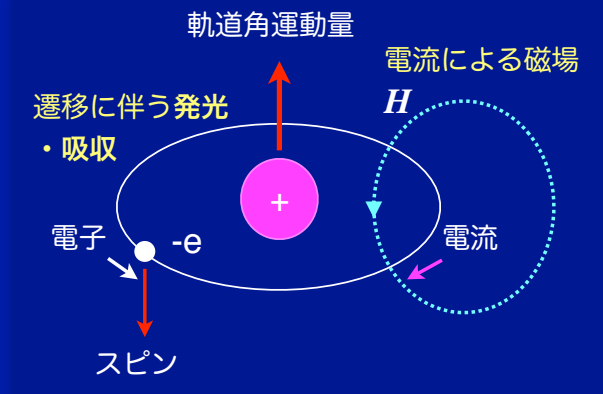 軌道角運動量
電流による磁場
H
遷移に伴う発光
・吸収
+
電子
-e
電流
スピン